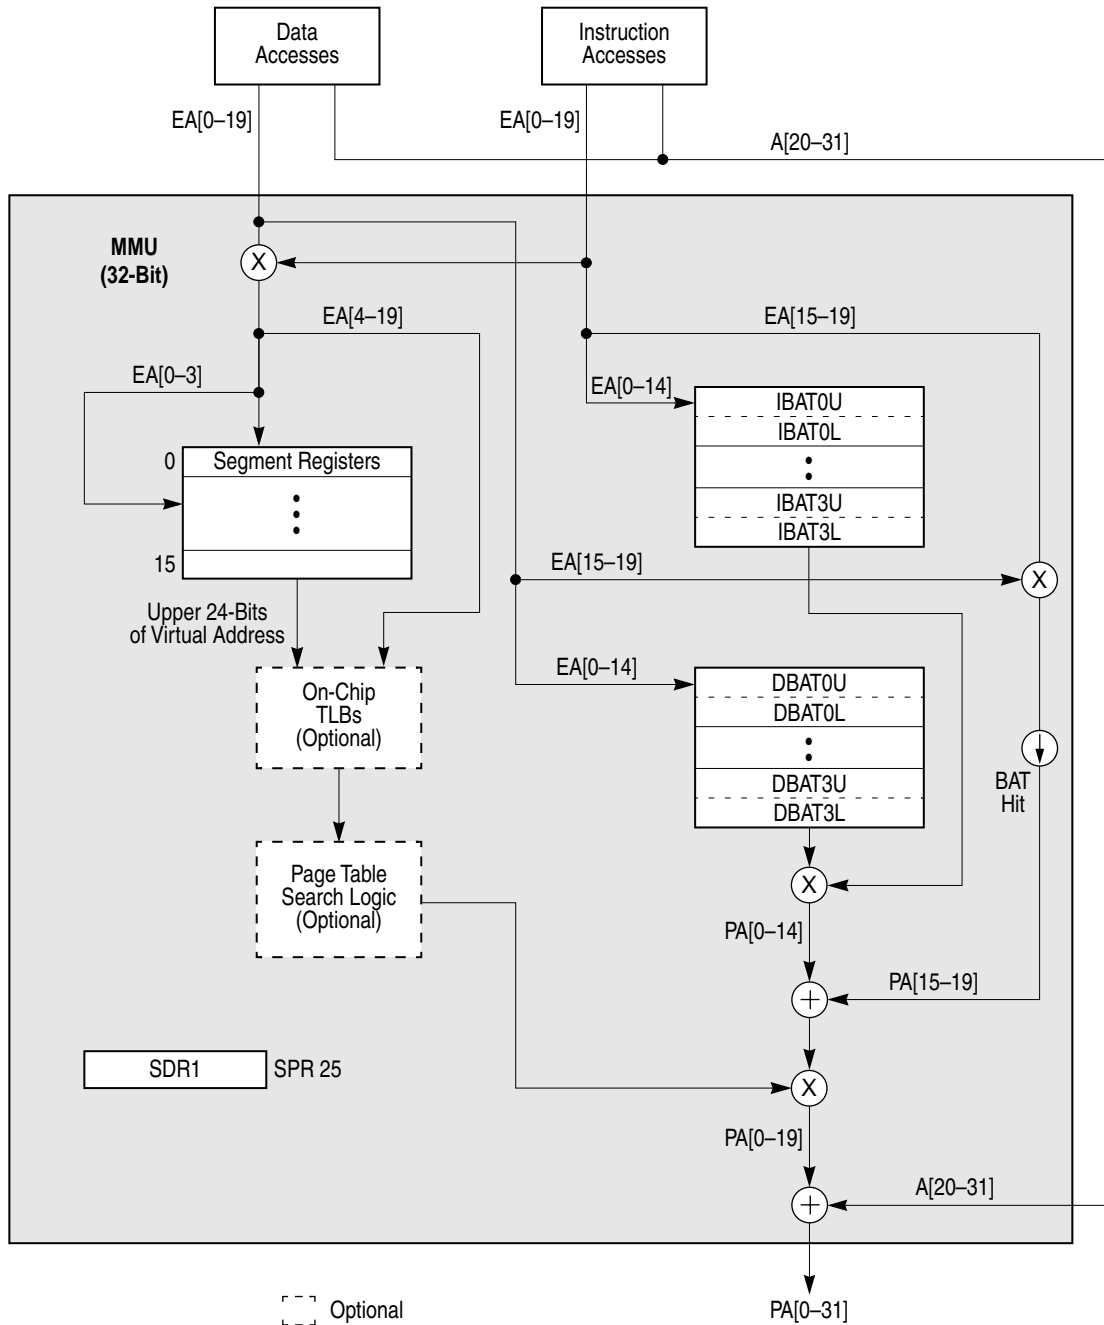 Data
Accesses
Instruction
Accesses
EA[0–19]
EA[0–19]
A[20–31]
MMU
(32-Bit)
X
EA[4–19]
EA[15–19]
EA[0–3]
EA[0–14]
IBAT0U
IBAT0L
IBAT3U
IBAT3L
0
Segment Registers
15
EA[15–19]
X
Upper 24-Bits
of Virtual Address
EA[0–14]
DBAT0U
DBAT0L
DBAT3U
DBAT3L
On-Chip
TLBs
(Optional)
BAT
Hit
Page Table
Search Logic
(Optional)
X
PA[0–14]
PA[15–19]
+
SDR1
SPR 25
X
PA[0–19]
A[20–31]
+
Optional
PA[0–31]